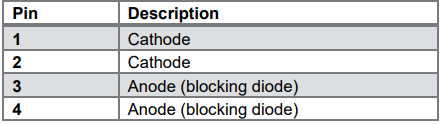 Pin Description
1 Cathode
2 Cathode
3 Anode (blocking diode)
4 Anode (blocking diode)